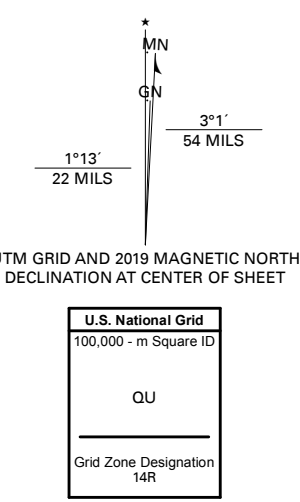 ★
MN
GN
3°1´
54 MILS
1°13´
22 MILS
UTM GRID AND 2019 MAGNETIC NORTH
DECLINATION AT CENTER OF SHEET
U.S. National Grid
100,000 - m Square ID
QU
Grid Zone Designation
14R